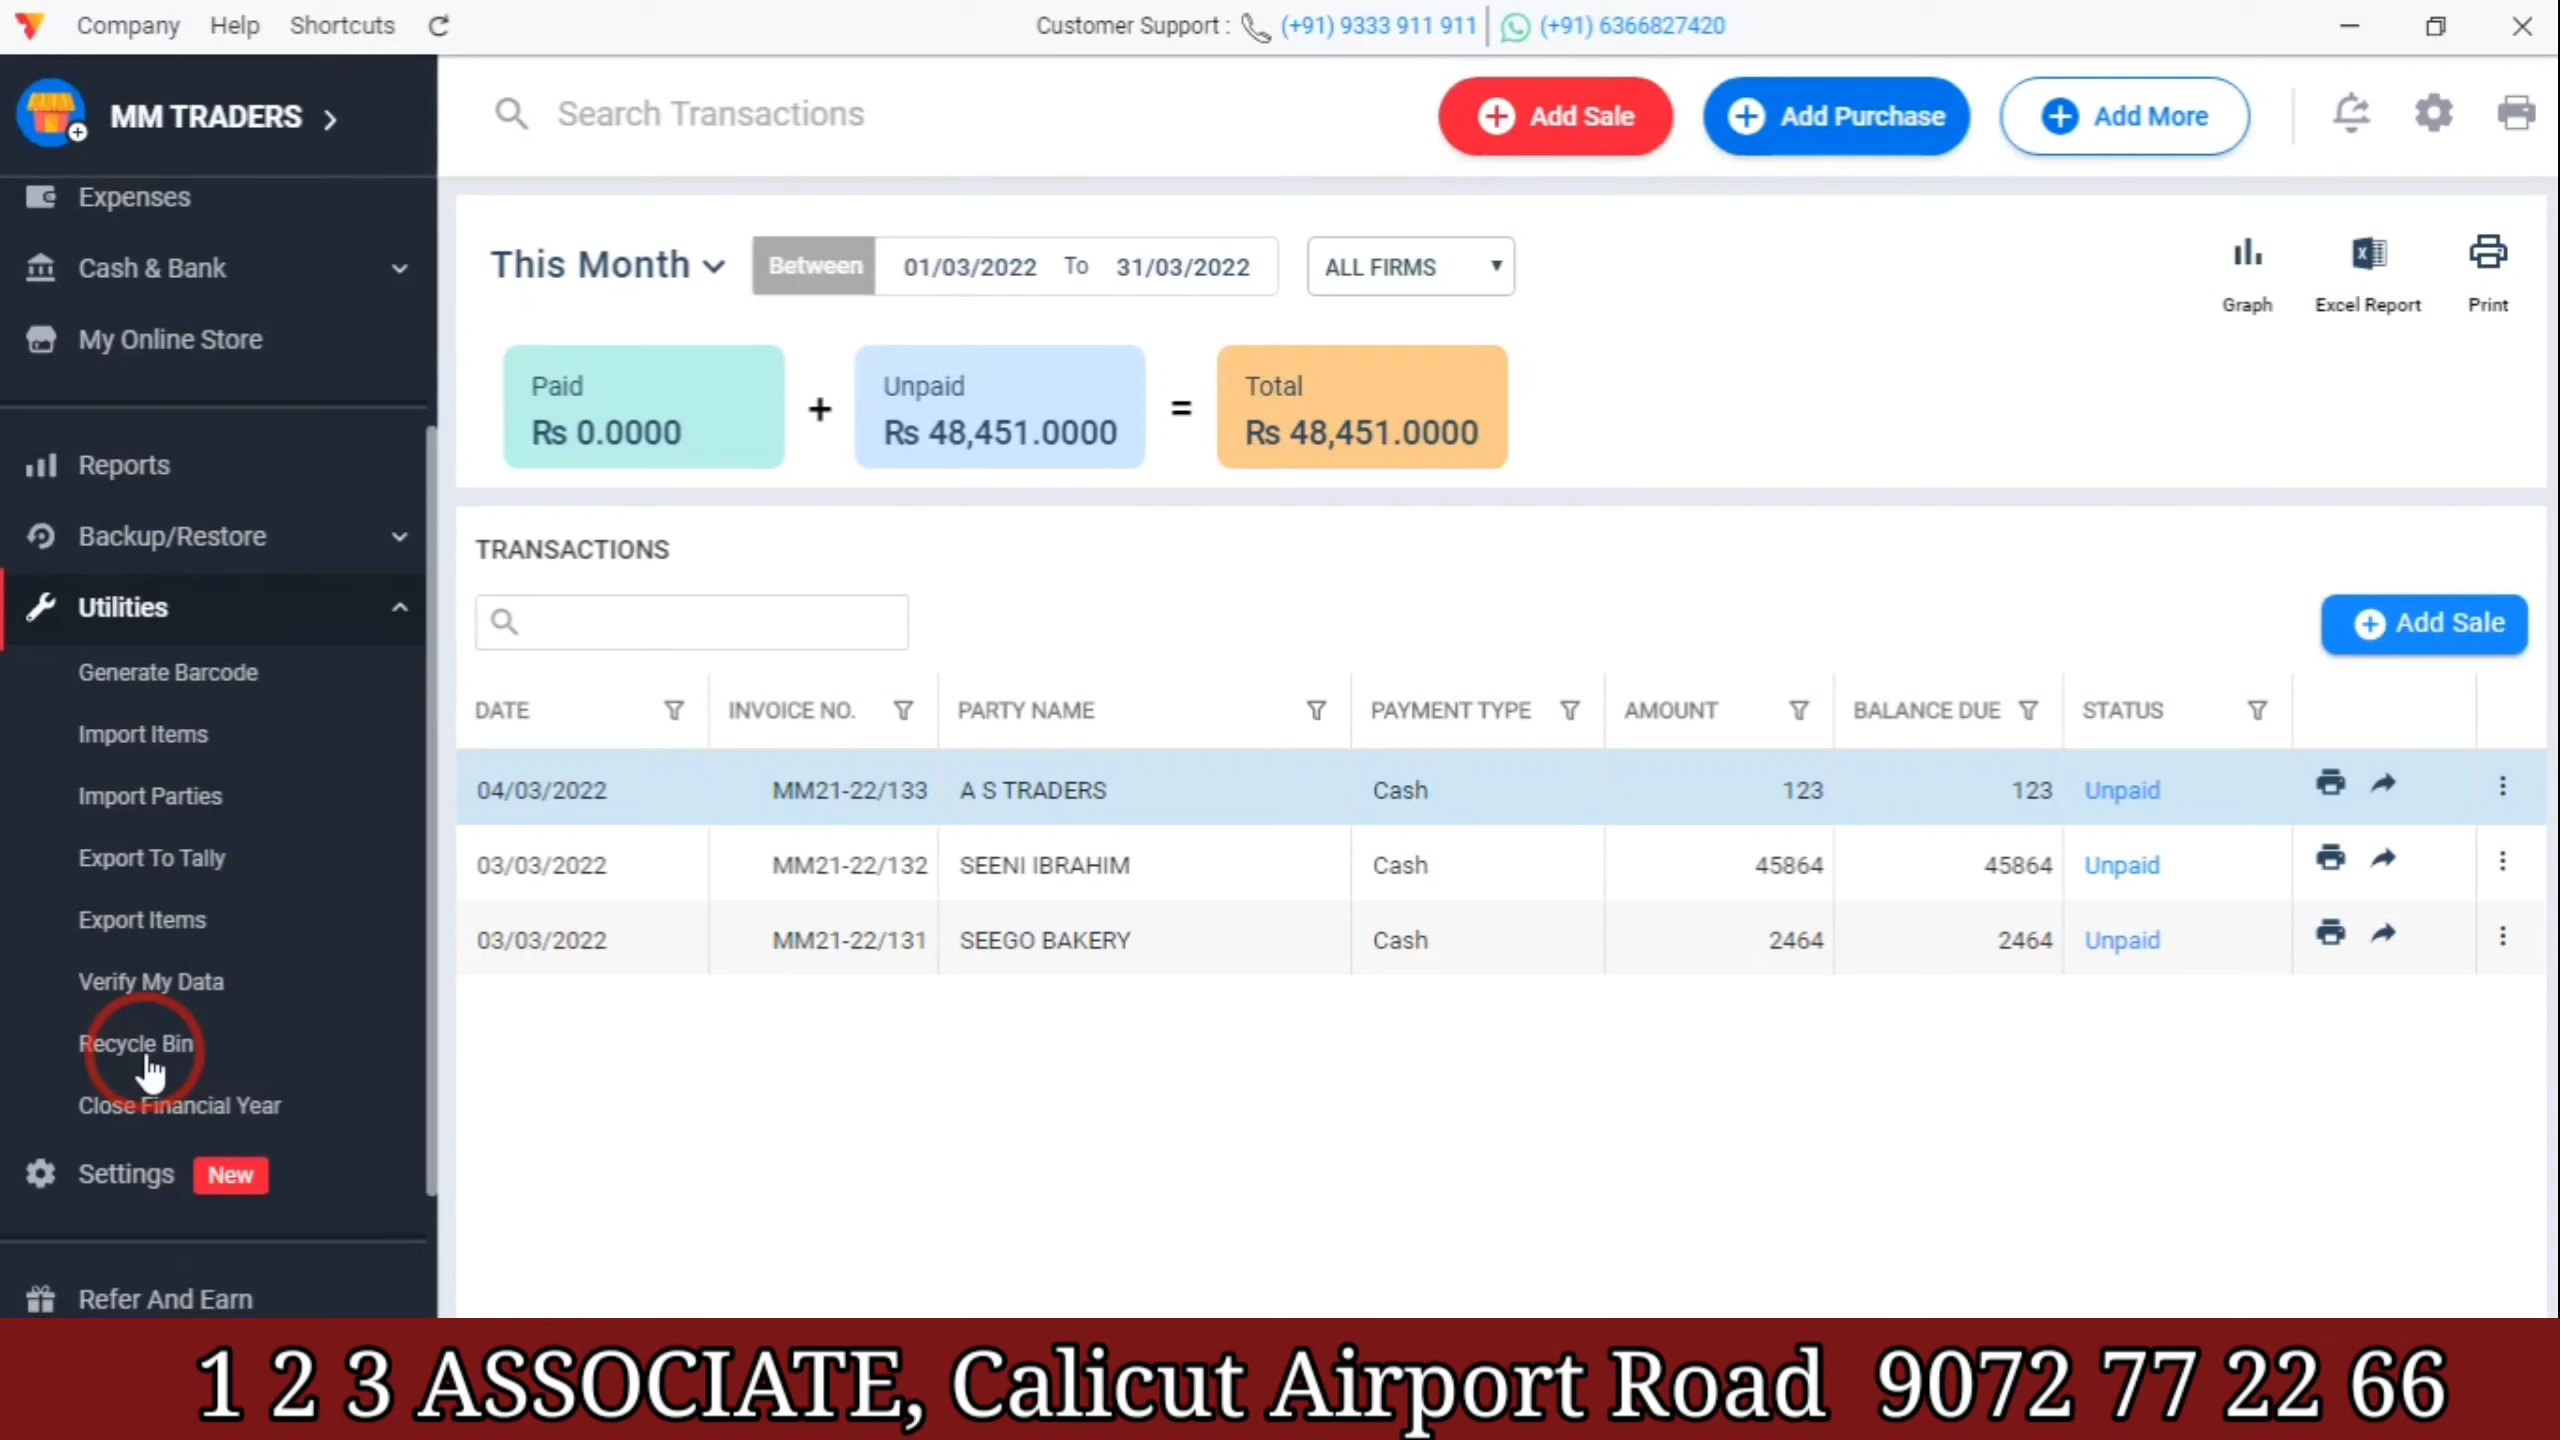 Company Help Shortcuts Customer Support : (+91) 9333 911 911 (+91) 6366827420
MM TRADERS
Search Transactions
Add Sale
Add Purchase
Add More
Expenses
Cash & Bank
My Online Store
Reports
Backup/Restore
Utilities
Generate Barcode
Import Items
Import Parties
Export To Tally
Export Items
Verify My Data
Recycle Bin
Close Financial Year
Settings New
Refer And Earn
This Month Between 01/03/2022 To 31/03/2022 ALL FIRMS
Graph Excel Report Print
Paid
Rs 0.0000
+
Unpaid
Rs 48,451.0000
=
Total
Rs 48,451.0000
TRANSACTIONS
Add Sale
DATE INVOICE NO. PARTY NAME PAYMENT TYPE AMOUNT BALANCE DUE STATUS
04/03/2022 MM21-22/133 A S TRADERS Cash 123 123 Unpaid
03/03/2022 MM21-22/132 SEENI IBRAHIM Cash 45864 45864 Unpaid
03/03/2022 MM21-22/131 SEEGO BAKERY Cash 2464 2464 Unpaid
1 2 3 ASSOCIATE, Calicut Airport Road 9072 77 22 66